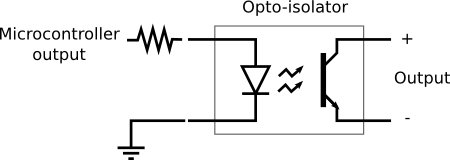 Opto-isolator
Microcontroller
output
+
Output
-